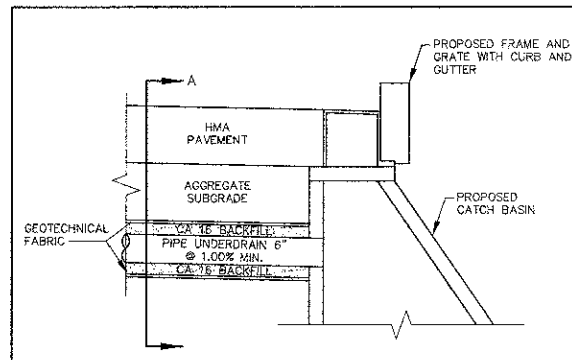 PROPOSED FRAME AND
GRATE WITH CURB AND
GUTTER
A
HMA
PAVEMENT
AGGREGATE
SUBGRADE
PROPOSED
CATCH BASIN
GEOTECHNICAL
FABRIC
CA 16 BACKFILL
PIPE UNDERDRAIN 6"
@ 1.00% MIN.
CA 16 BACKFILL